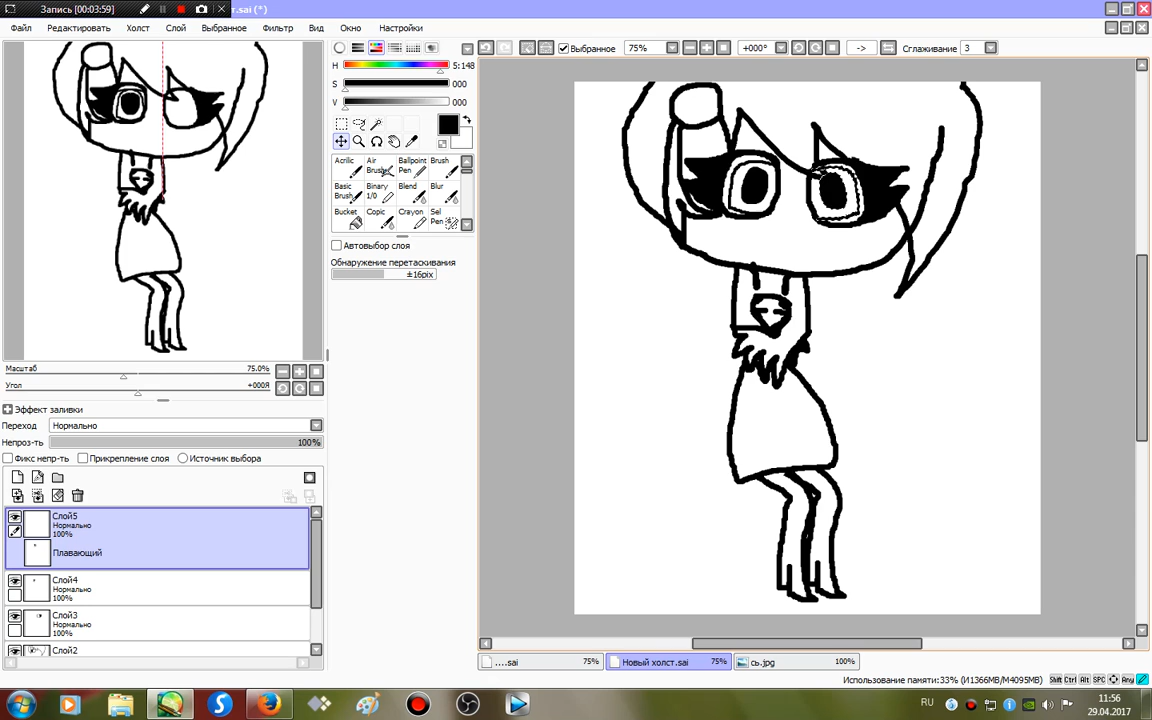 Запись [00:03:59]
ст.sai (*)
Файл Редактировать Холст Слой Выбранное Фильтр Вид Окно Настройки
Выбранное 75% +000° -> Сглаживание 3
H 5:148
S 000
V 000
Acrilic Air Brush Ballpoint Pen Brush
Basic Brush Binary 1/0 Blend Blur
Bucket Copic Crayon Sel Pen
Автовыбор слоя
Обнаружение перетаскивания
±16pix
Масштаб 75.0%
Угол +000Я
Эффект заливки
Переход Нормально
Непроз-ть 100%
Фикс непр-ть Прикрепление слоя Источник выбора
Слой5
Нормально
100%
Плавающий
Слой4
Нормально
100%
Слой3
Нормально
100%
Слой2
....sai 75% Новый холст.sai 75% сь.jpg 100%
Использование памяти:33% (И1366МВ/М4095МВ) Shift Ctrl Alt SPC Any
RU 11:56
29.04.2017